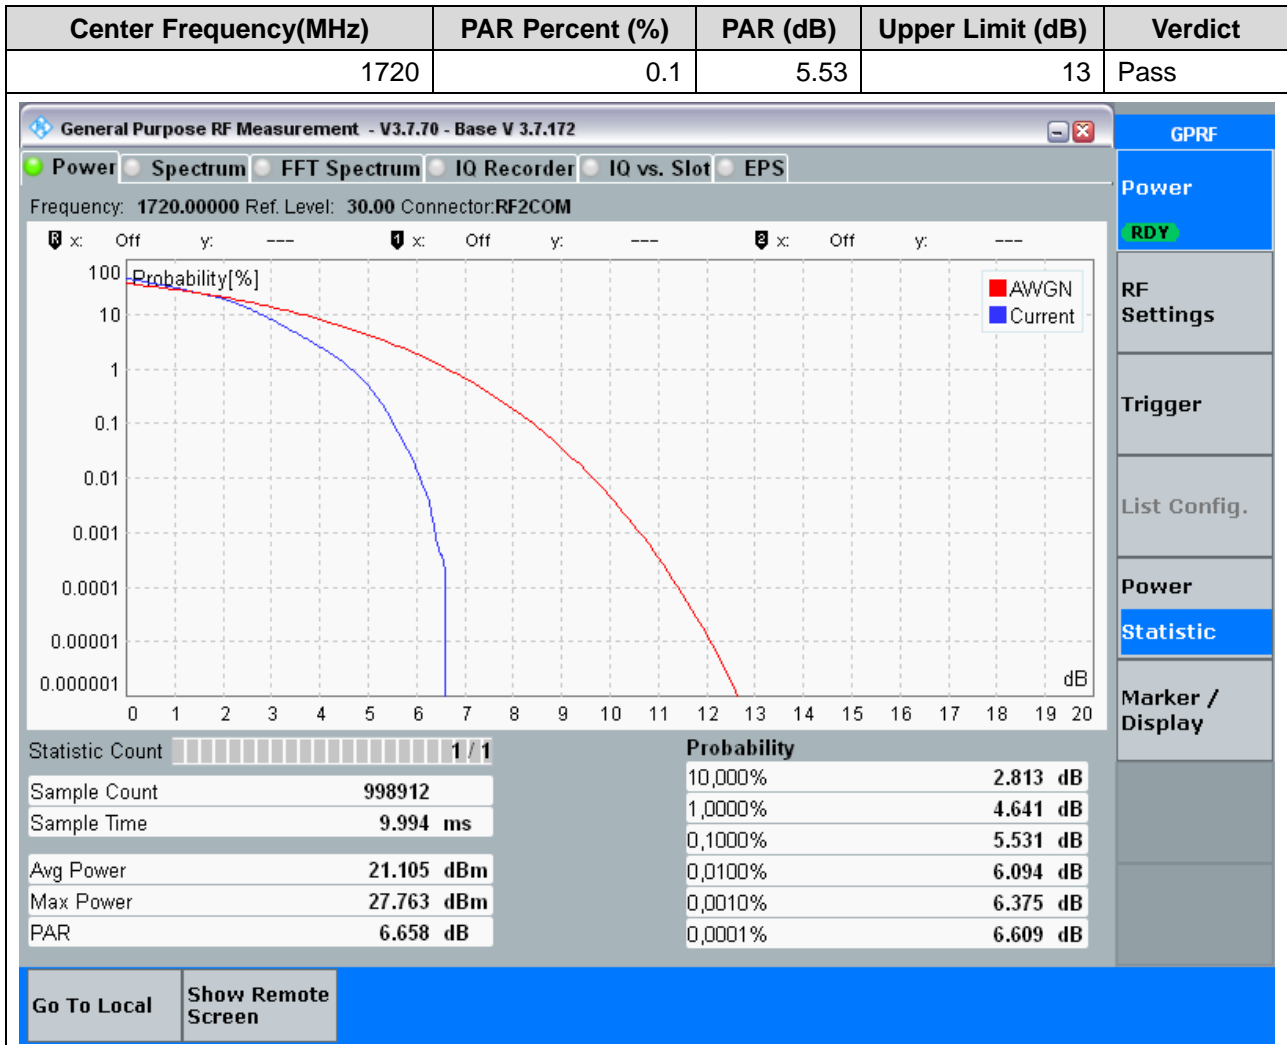 Center Frequency(MHz) PAR Percent (%) PAR (dB) Upper Limit (dB) Verdict
1720 0.1 5.53 13 Pass
General Purpose RF Measurement - V3.7.70 - Base V 3.7.172
GPRF
Power Spectrum FFT Spectrum IQ Recorder IQ vs. Slot EPS
Power
RDY
Frequency: 1720.00000 Ref. Level: 30.00 Connector:RF2COM
R x: Off y: --- 1 x: Off y: --- 2 x: Off y: ---
Probability[%]
AWGN
Current
100
10
1
0.1
0.01
0.001
0.0001
0.00001
0.000001
dB
0 1 2 3 4 5 6 7 8 9 10 11 12 13 14 15 16 17 18 19 20
RF
Settings
Trigger
List Config.
Power
Statistic
Marker /
Display
Statistic Count 1 / 1
Sample Count 998912
Sample Time 9.994 ms
Avg Power 21.105 dBm
Max Power 27.763 dBm
PAR 6.658 dB
Probability
10,000% 2.813 dB
1,0000% 4.641 dB
0,1000% 5.531 dB
0,0100% 6.094 dB
0,0010% 6.375 dB
0,0001% 6.609 dB
Go To Local
Show Remote
Screen